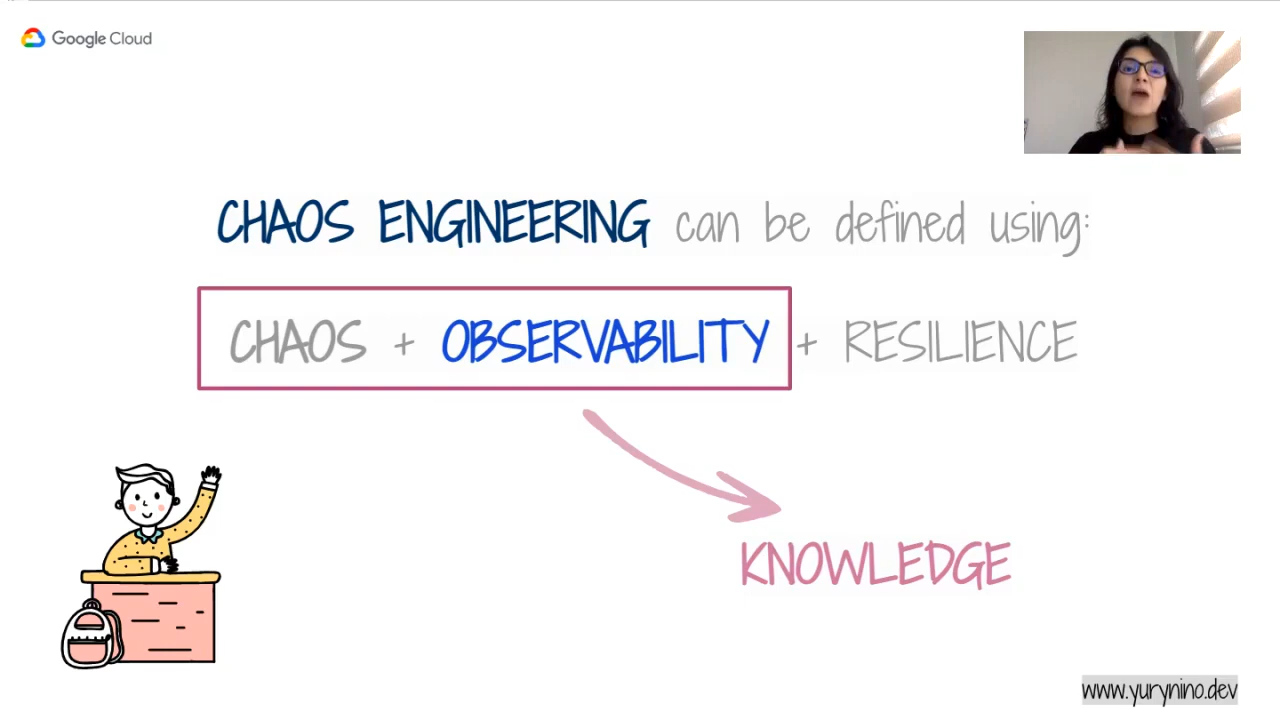 Google Cloud
CHAOS ENGINEERING can be defined using:
CHAOS + OBSERVABILITY + RESILIENCE
KNOWLEDGE
www.yurynino.dev